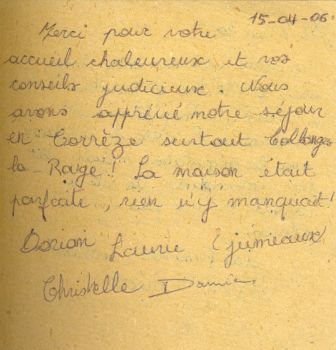 15-04-06
Merci pour votre
accueil chaleureux et vos
conseils judicieux. Nous
avons apprécié notre séjour
en Corrèze surtout Collonges
la-Rouge! La maison était
parfaite, rien n'y manquait!
Dorian Laurie (jumeaux)
Christelle Damien